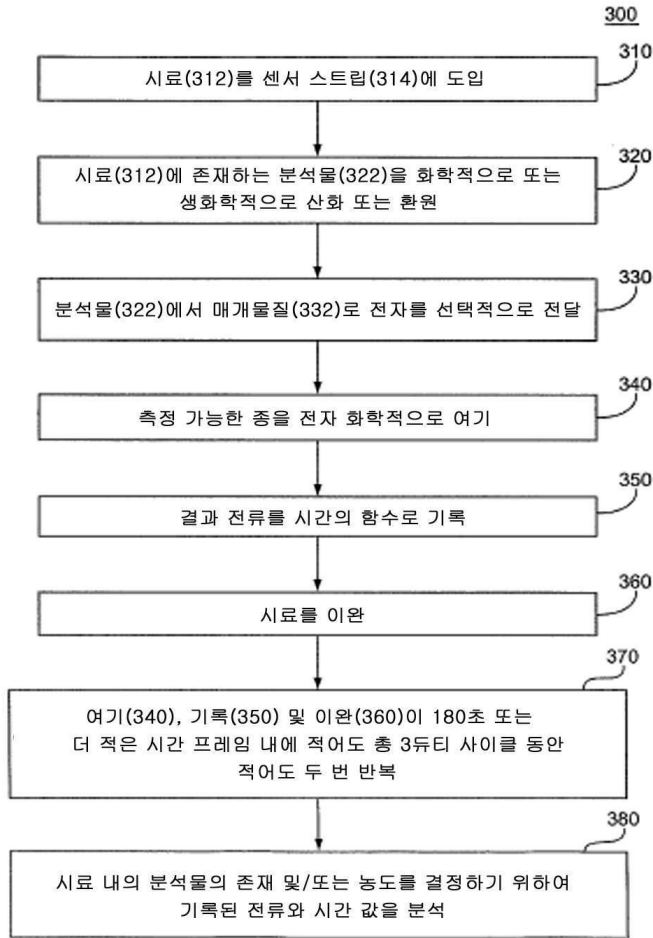 300
310
시료(312)를 센서 스트립(314)에 도입
320
시료(312)에 존재하는 분석물(322)을 화학적으로 또는
생화학적으로 산화 또는 환원
330
분석물(322)에서 매개물질(332)로 전자를 선택적으로 전달
340
측정 가능한 종을 전자 화학적으로 여기
350
결과 전류를 시간의 함수로 기록
360
시료를 이완
370
여기(340), 기록(350) 및 이완(360)이 180초 또는
더 적은 시간 프레임 내에 적어도 총 3듀티 사이클 동안
적어도 두 번 반복
380
시료 내의 분석물의 존재 및/또는 농도를 결정하기 위하여
기록된 전류와 시간 값을 분석